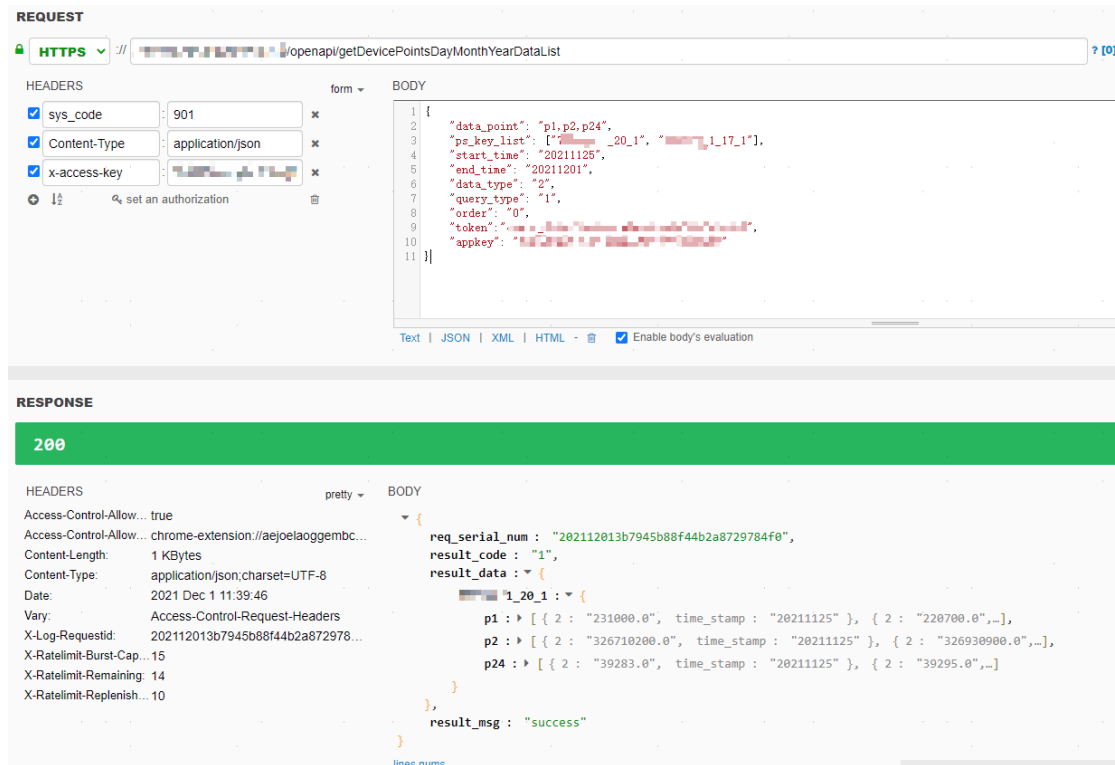 REQUEST
HTTPS :// /openapi/getDevicePointsDayMonthYearDataList ? [0]
HEADERS form
sys_code : 901
Content-Type : application/json
x-access-key :
set an authorization
BODY
1 {
2 "data_point": "p1,p2,p24",
3 "ps_key_list": [" _20_1", " _1_17_1"],
4 "start_time": "20211125",
5 "end_time": "20211201",
6 "data_type": "2",
7 "query_type": "1",
8 "order": "0",
9 "token":" ",
10 "appkey": " "
11 }
Text | JSON | XML | HTML - Enable body's evaluation
RESPONSE
200
HEADERS pretty
Access-Control-Allow... true
Access-Control-Allow... chrome-extension://aejoelaoggembc...
Content-Length: 1 KBytes
Content-Type: application/json;charset=UTF-8
Date: 2021 Dec 1 11:39:46
Vary: Access-Control-Request-Headers
X-Log-Requestid: 202112013b7945b88f44b2a872978...
X-Ratelimit-Burst-Cap... 15
X-Ratelimit-Remaining: 14
X-Ratelimit-Replenish... 10
BODY
{
req_serial_num : "202112013b7945b88f44b2a8729784f0",
result_code : "1",
result_data : {
1_20_1 : {
p1 : [ { 2 : "231000.0", time_stamp : "20211125" }, { 2 : "220700.0",…],
p2 : [ { 2 : "326710200.0", time_stamp : "20211125" }, { 2 : "326930900.0",…],
p24 : [ { 2 : "39283.0", time_stamp : "20211125" }, { 2 : "39295.0",…]
}
},
result_msg : "success"
}
lines nums